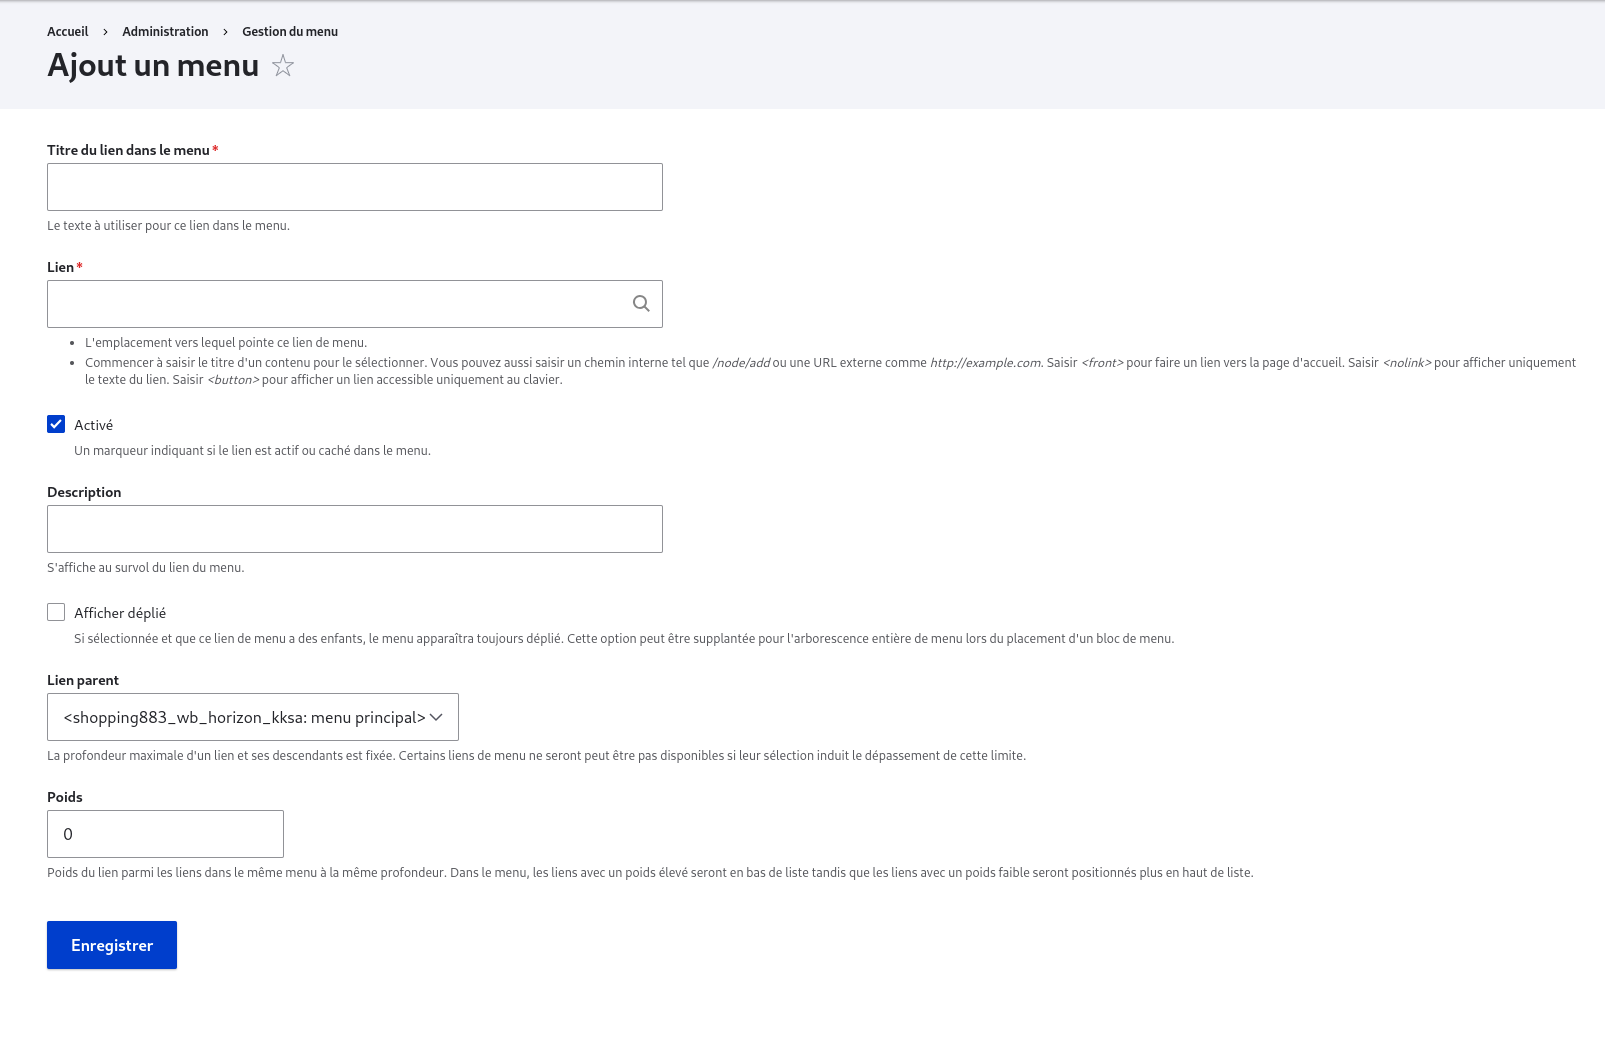 Accueil > Administration > Gestion du menu
Ajout un menu
Titre du lien dans le menu*
Le texte à utiliser pour ce lien dans le menu.
Lien*
• L'emplacement vers lequel pointe ce lien de menu.
• Commencer à saisir le titre d'un contenu pour le sélectionner. Vous pouvez aussi saisir un chemin interne tel que /node/add ou une URL externe comme http://example.com. Saisir <front> pour faire un lien vers la page d'accueil. Saisir <nolink> pour afficher uniquement
le texte du lien. Saisir <button> pour afficher un lien accessible uniquement au clavier.
Activé
Un marqueur indiquant si le lien est actif ou caché dans le menu.
Description
S'affiche au survol du lien du menu.
Afficher déplié
Si sélectionnée et que ce lien de menu a des enfants, le menu apparaîtra toujours déplié. Cette option peut être supplantée pour l'arborescence entière de menu lors du placement d'un bloc de menu.
Lien parent
<shopping883_wb_horizon_kksa: menu principal>
La profondeur maximale d'un lien et ses descendants est fixée. Certains liens de menu ne seront peut être pas disponibles si leur sélection induit le dépassement de cette limite.
Poids
0
Poids du lien parmi les liens dans le même menu à la même profondeur. Dans le menu, les liens avec un poids élevé seront en bas de liste tandis que les liens avec un poids faible seront positionnés plus en haut de liste.
Enregistrer